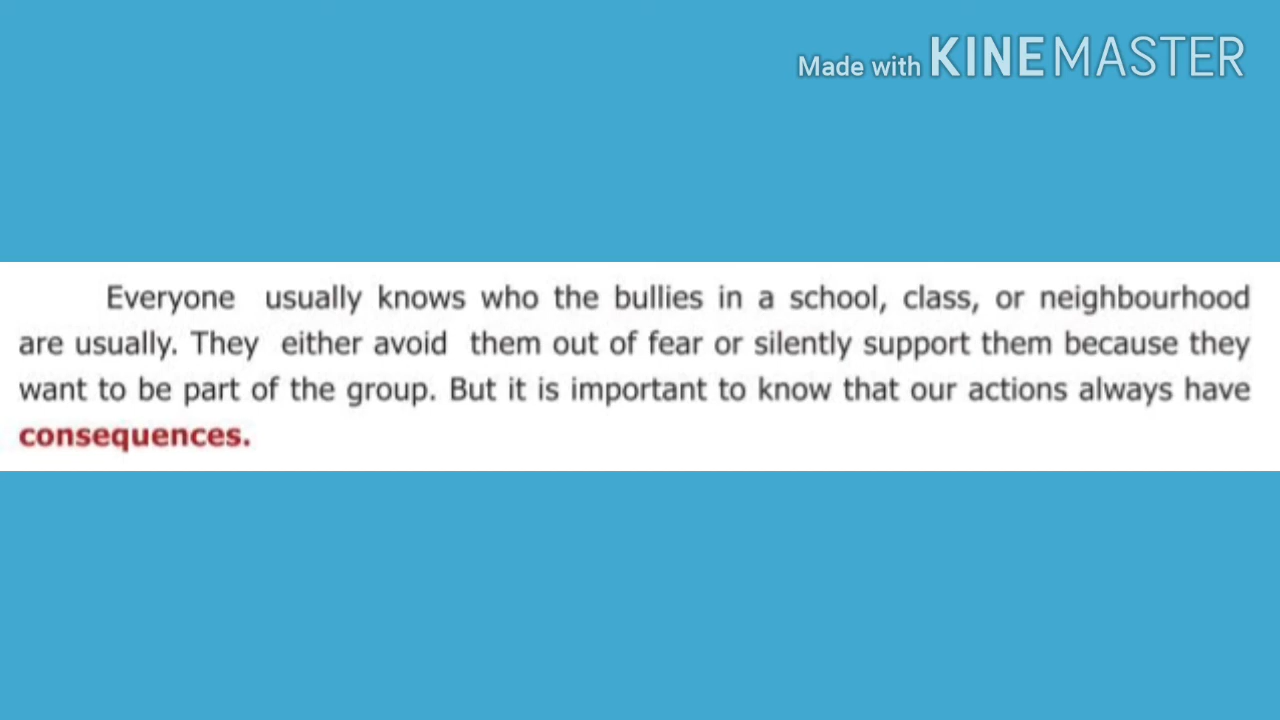 Made with KINEMASTER
Everyone usually knows who the bullies in a school, class, or neighbourhood
are usually. They either avoid them out of fear or silently support them because they
want to be part of the group. But it is important to know that our actions always have
consequences.